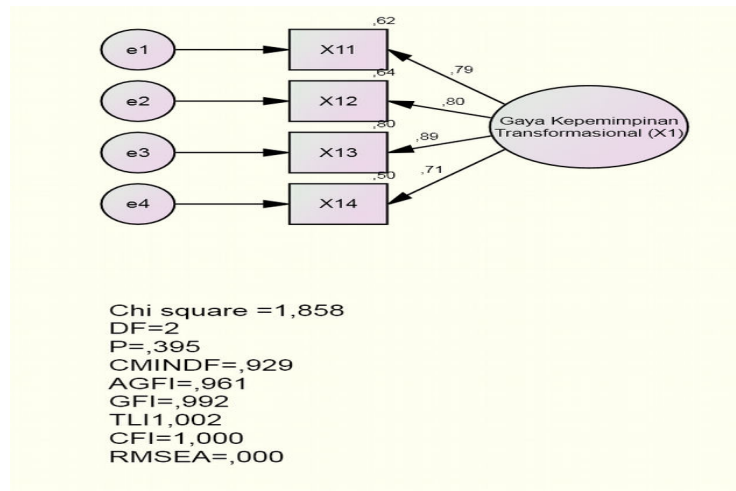 ,62
e1
X11
,79
,64
e2
X12
,80
Gaya Kepemimpinan
Transformasional (X1)
,80
e3
X13
,89
,50
e4
X14
,71
Chi square =1,858
DF=2
P=,395
CMINDF=,929
AGFI=,961
GFI=,992
TLI1,002
CFI=1,000
RMSEA=,000